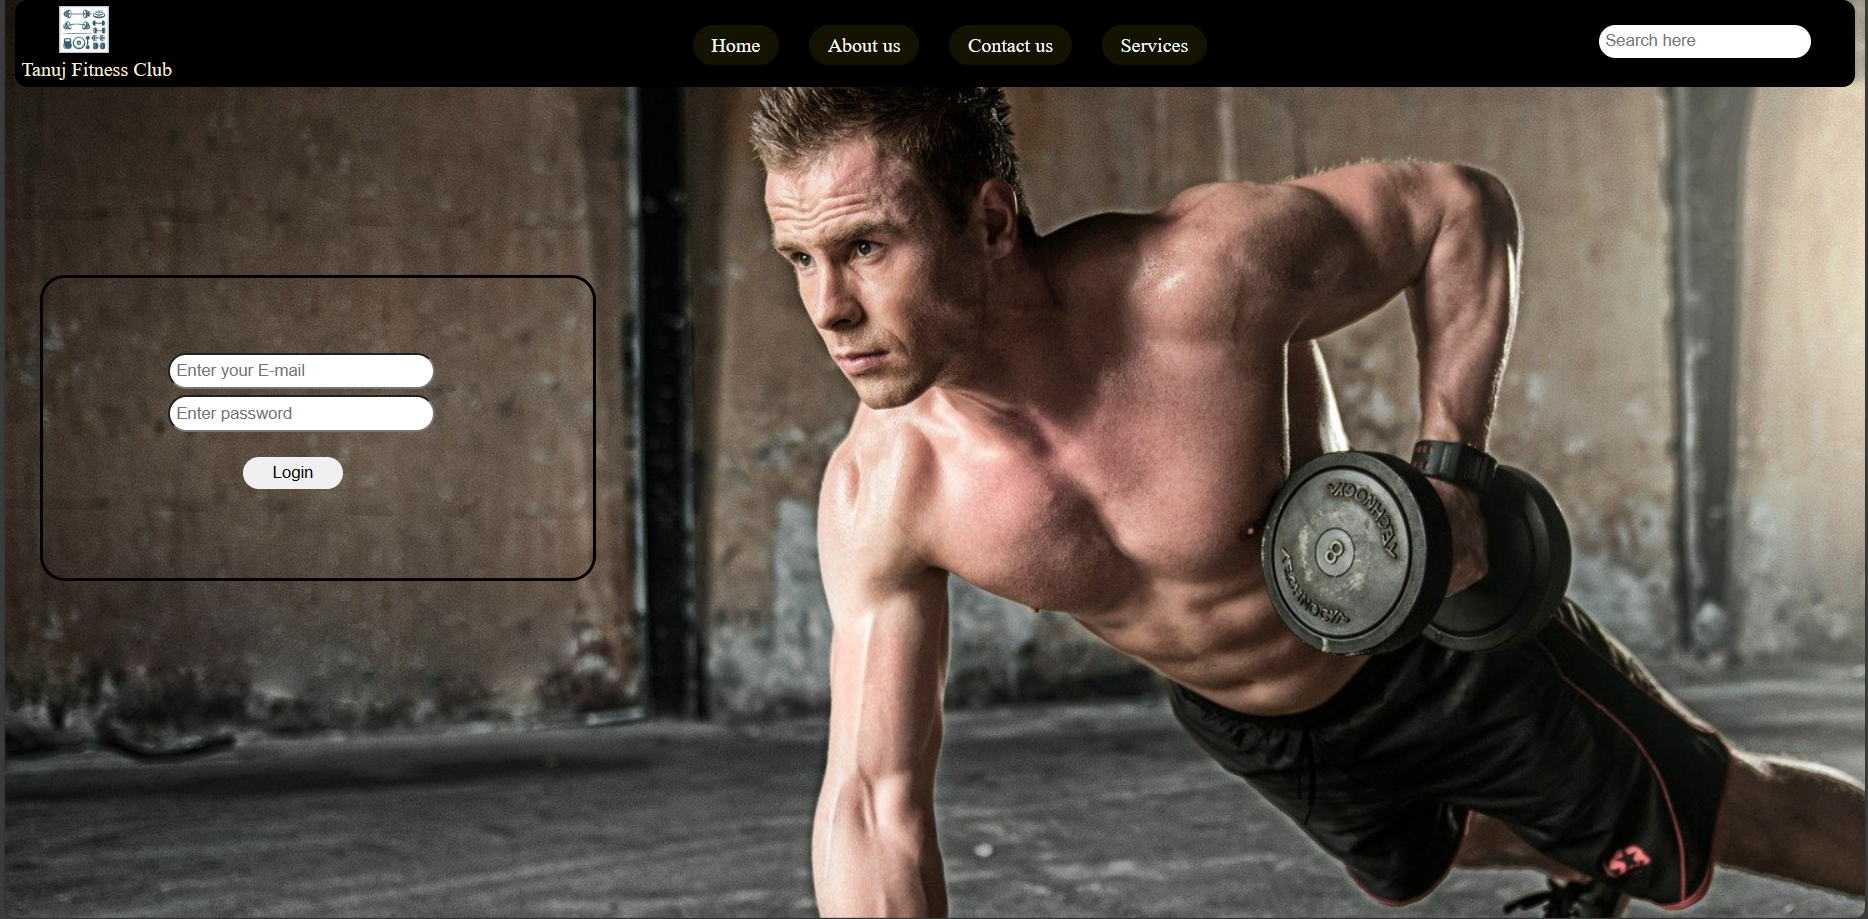 Tanuj Fitness Club
Home
About us
Contact us
Services
Search here
Enter your E-mail
Enter password
Login
TECHNOGYM
8
TECHNOGYM